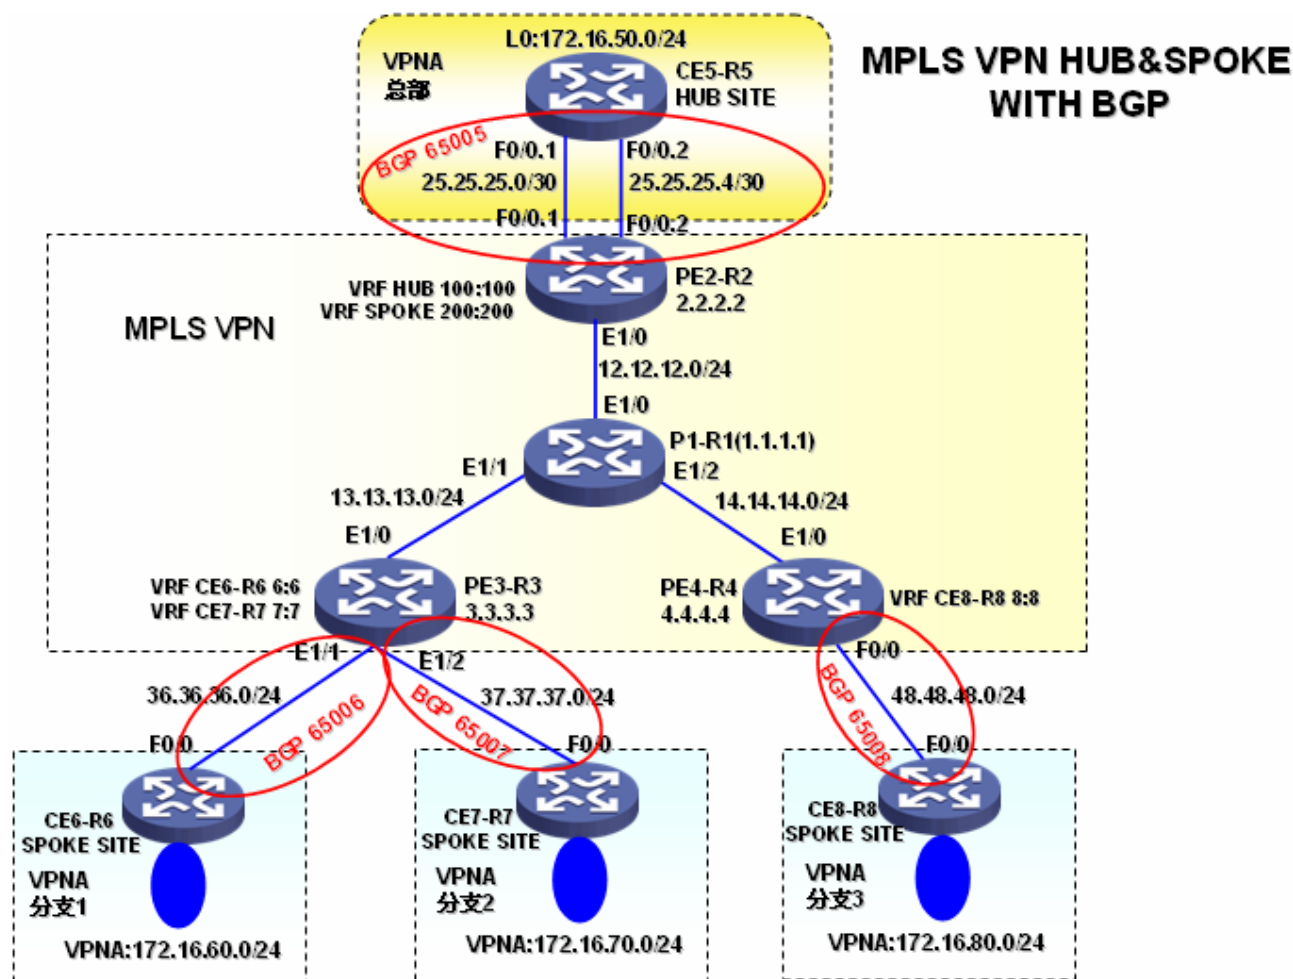 L0:172.16.50.0/24
MPLS VPN HUB&SPOKE
WITH BGP
VPNA
总部
CE5-R5
HUB SITE
BGP 65005
F0/0.1
F0/0.2
25.25.25.0/30
25.25.25.4/30
F0/0.1
F0/0.2
VRF HUB 100:100
VRF SPOKE 200:200
PE2-R2
2.2.2.2
MPLS VPN
E1/0
12.12.12.0/24
E1/0
P1-R1(1.1.1.1)
E1/1
E1/2
13.13.13.0/24
14.14.14.0/24
E1/0
E1/0
VRF CE6-R6 6:6
VRF CE7-R7 7:7
PE3-R3
3.3.3.3
PE4-R4
4.4.4.4
VRF CE8-R8 8:8
E1/1
E1/2
F0/0
36.36.36.0/24
37.37.37.0/24
48.48.48.0/24
BGP 65006
BGP 65007
BGP 65008
F0/0
F0/0
F0/0
CE6-R6
SPOKE SITE
CE7-R7
SPOKE SITE
CE8-R8
SPOKE SITE
VPNA
分支1
VPNA
分支2
VPNA
分支3
VPNA:172.16.60.0/24
VPNA:172.16.70.0/24
VPNA:172.16.80.0/24